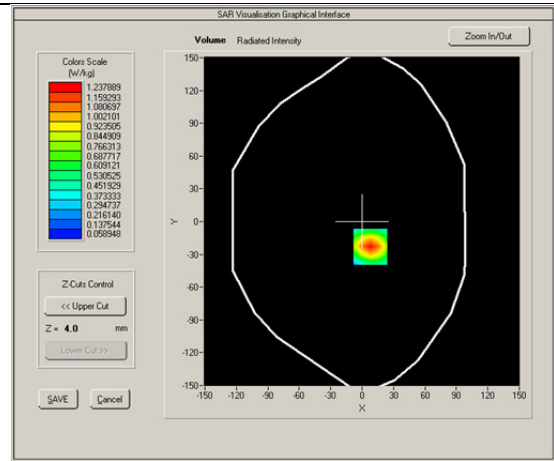 SAR Visualisation Graphical Interface
Volume Radiated Intensity
Zoom In/Out
Colors Scale
(W/kg)
1.237889
1.159293
1.080697
1.002101
0.923505
0.844909
0.766313
0.687717
0.609121
0.530525
0.451929
0.373333
0.294737
0.216140
0.137544
0.058948
Z-Cuts Control
<< Upper Cut
Z = 4.0 mm
Lower Cut >>
SAVE Cancel
150
120
90
60
30
0
-30
-60
-90
-120
-150
Y
-150 -120 -90 -60 -30 0 30 60 90 120 150
X